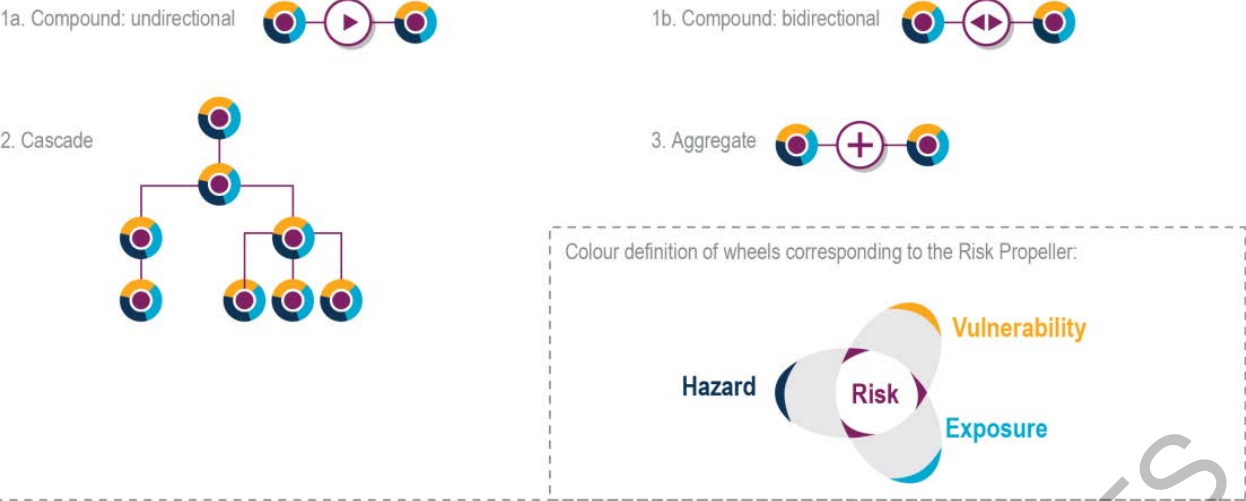 1a. Compound: undirectional
1b. Compound: bidirectional
2. Cascade
3. Aggregate
Colour definition of wheels corresponding to the Risk Propeller:
Vulnerability
Hazard
Risk
Exposure